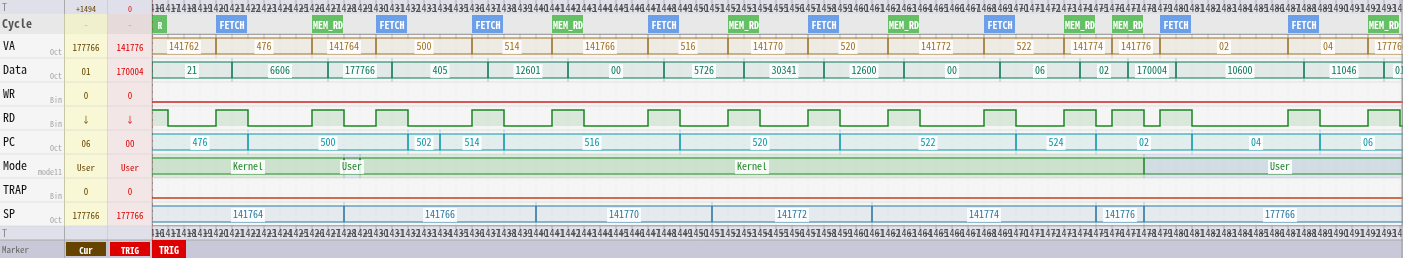 T +1494 0
Cycle - - R FETCH MEM_RD FETCH FETCH MEM_RD FETCH MEM_RD FETCH MEM_RD FETCH MEM_RD MEM_RD FETCH FETCH MEM_RD
VA Oct 177766 141776 141762 476 141764 500 514 141766 516 141770 520 141772 522 141774 141776 02 04 17776
Data Oct 01 170004 21 6606 177766 405 12601 00 5726 30341 12600 00 06 02 170004 10600 11046 01
WR Bin 0 0
RD Bin ↓ ↓
PC Oct 06 00 476 500 502 514 516 520 522 524 02 04 06
Mode mode11 User User Kernel User Kernel User
TRAP Bin 0 0
SP Oct 177766 177766 141764 141766 141770 141772 141774 141776 177766
T
Marker Cur TRIG TRIG